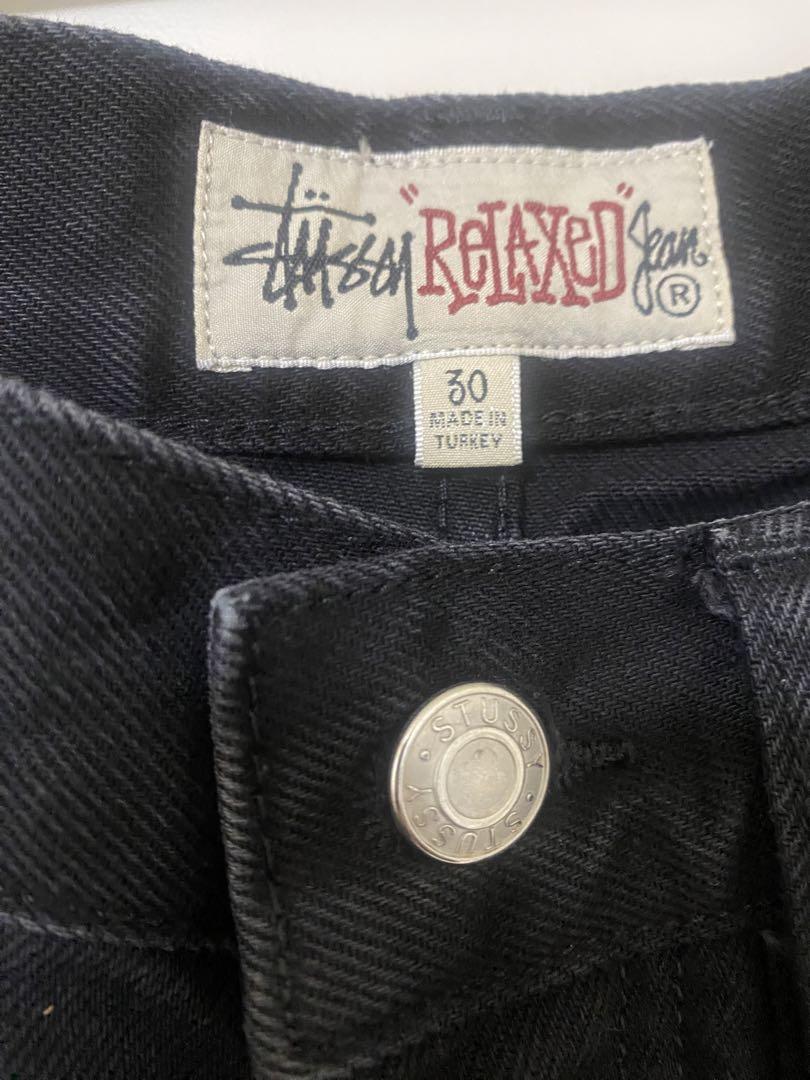 Stüssy "RELAXED" Jean ®
30
MADE IN
TURKEY
STUSSY · STUSSY ·